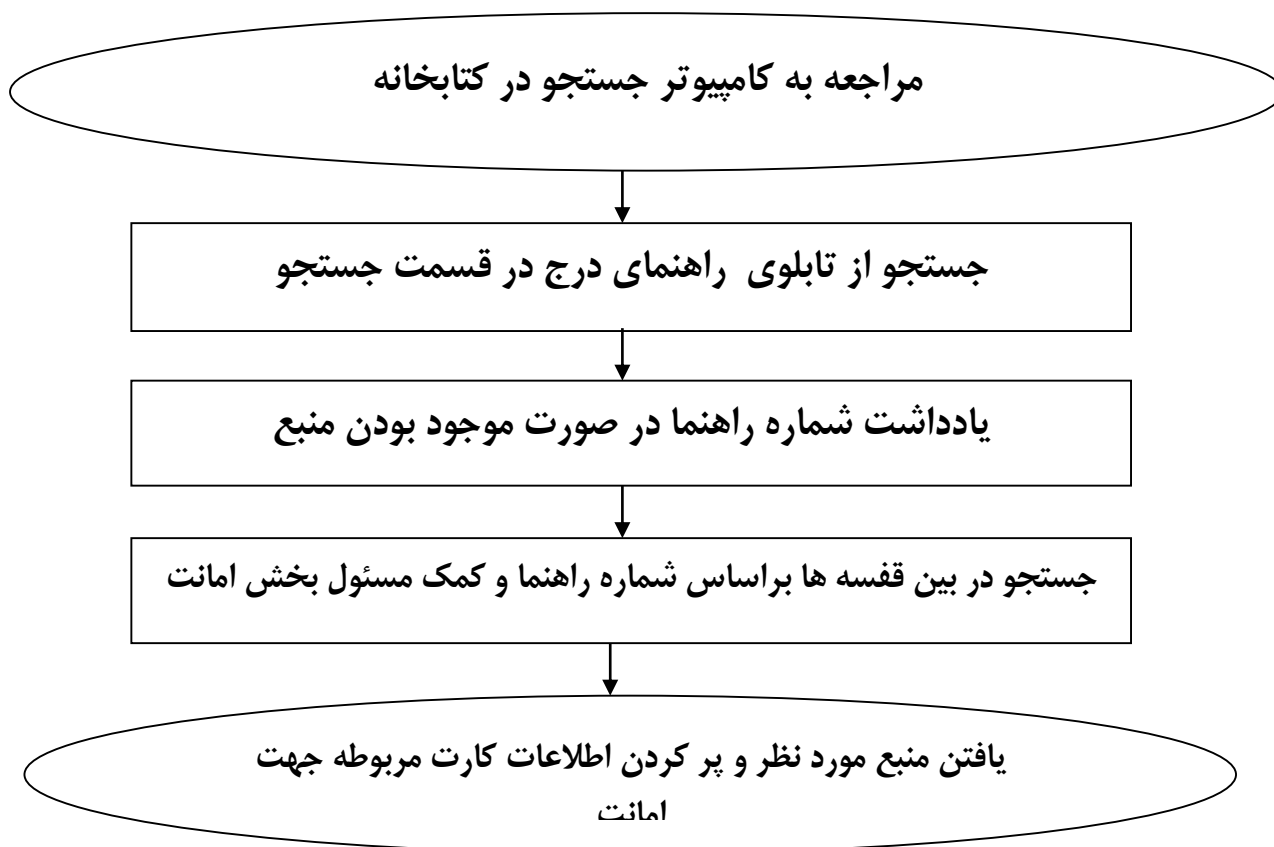 مراجعه به کامپیوتر جستجو در کتابخانه
جستجو از تابلوی راهنمای درج در قسمت جستجو
یادداشت شماره راهنما در صورت موجود بودن منبع
جستجو در بین قفسه ها براساس شماره راهنما و کمک مسئول بخش امانت
یافتن منبع مورد نظر و پر کردن اطلاعات کارت مربوطه جهت
امانت